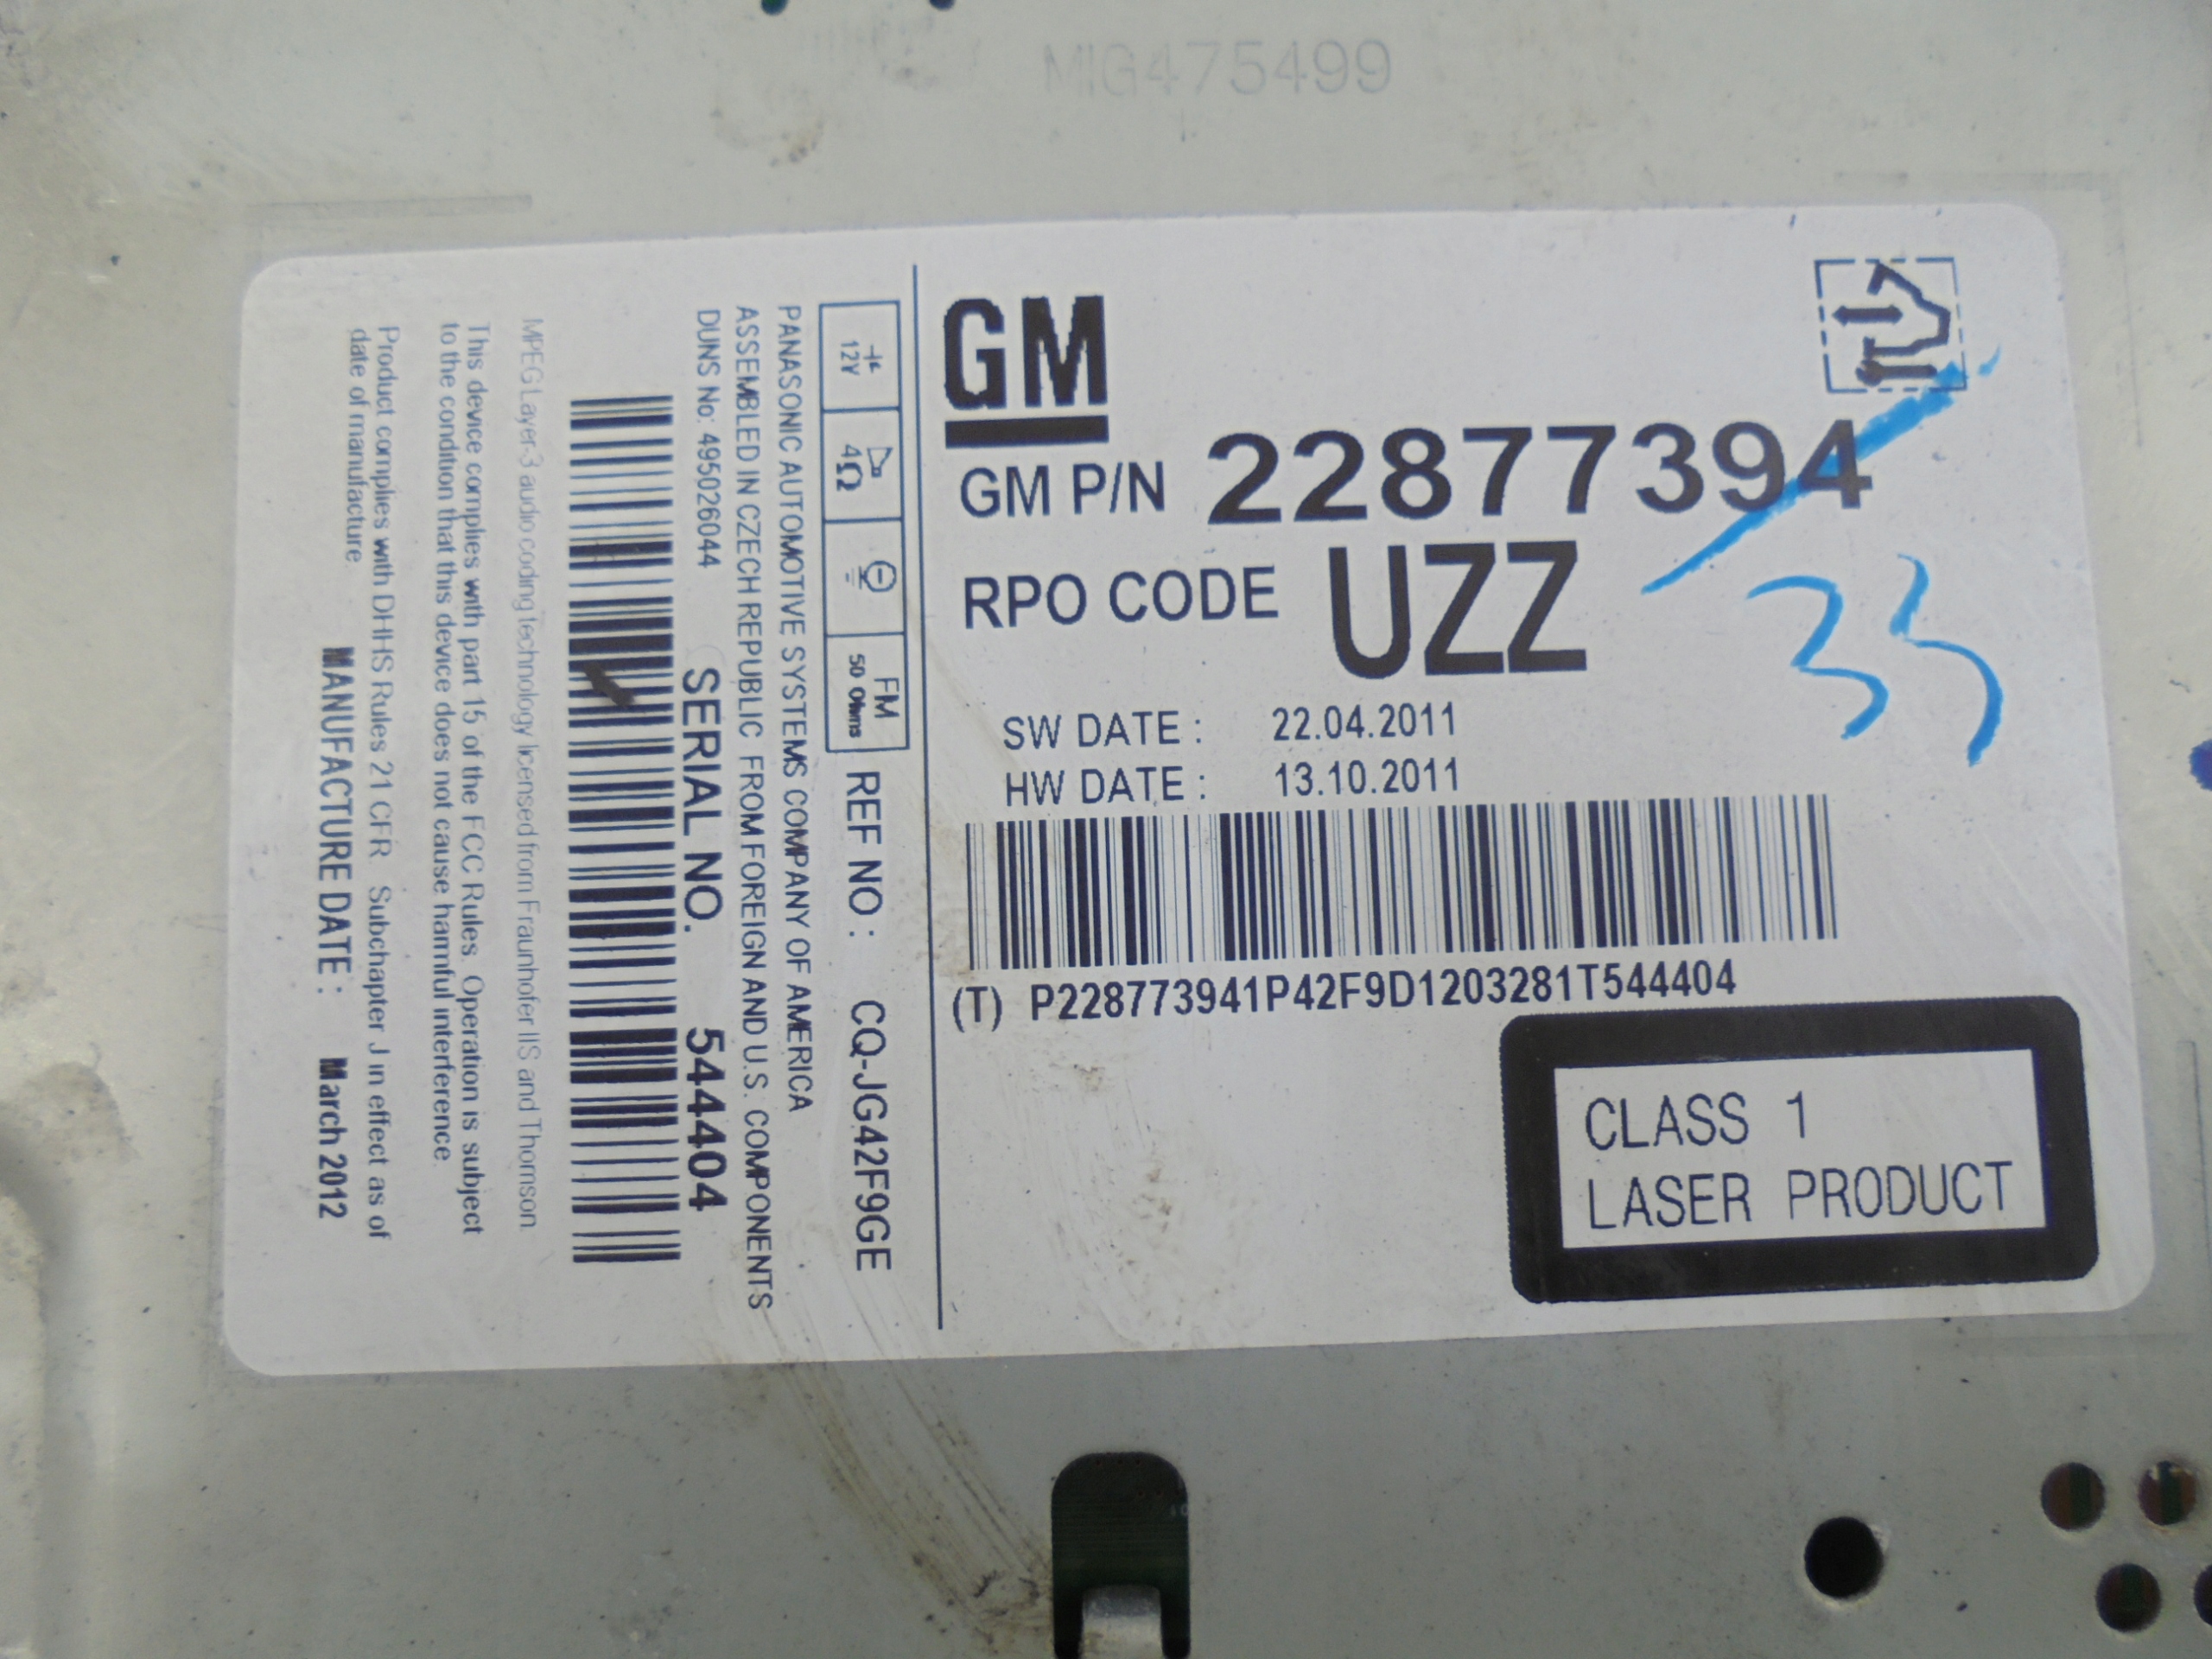 MIG475499
GM
GM P/N 22877394
RPO CODE UZZ
33
SW DATE : 22.04.2011
HW DATE : 13.10.2011
(T) P228773941P42F9D1203281T544404
CLASS 1
LASER PRODUCT
12V
4Ω
FM
50 Ohms
REF NO : CQ-JG42F9GE
PANASONIC AUTOMOTIVE SYSTEMS COMPANY OF AMERICA
ASSEMBLED IN CZECH REPUBLIC FROM FOREIGN AND U.S. COMPONENTS
DUNS No: 495026044
SERIAL NO. 544404
MPEG Layer-3 audio coding technology licensed from Fraunhofer IIS and Thomson.
This device complies with part 15 of the FCC Rules. Operation is subject
to the condition that this device does not cause harmful interference.
Product complies with DHHS Rules 21 CFR Subchapter J in effect as of
date of manufacture.
MANUFACTURE DATE : March 2012